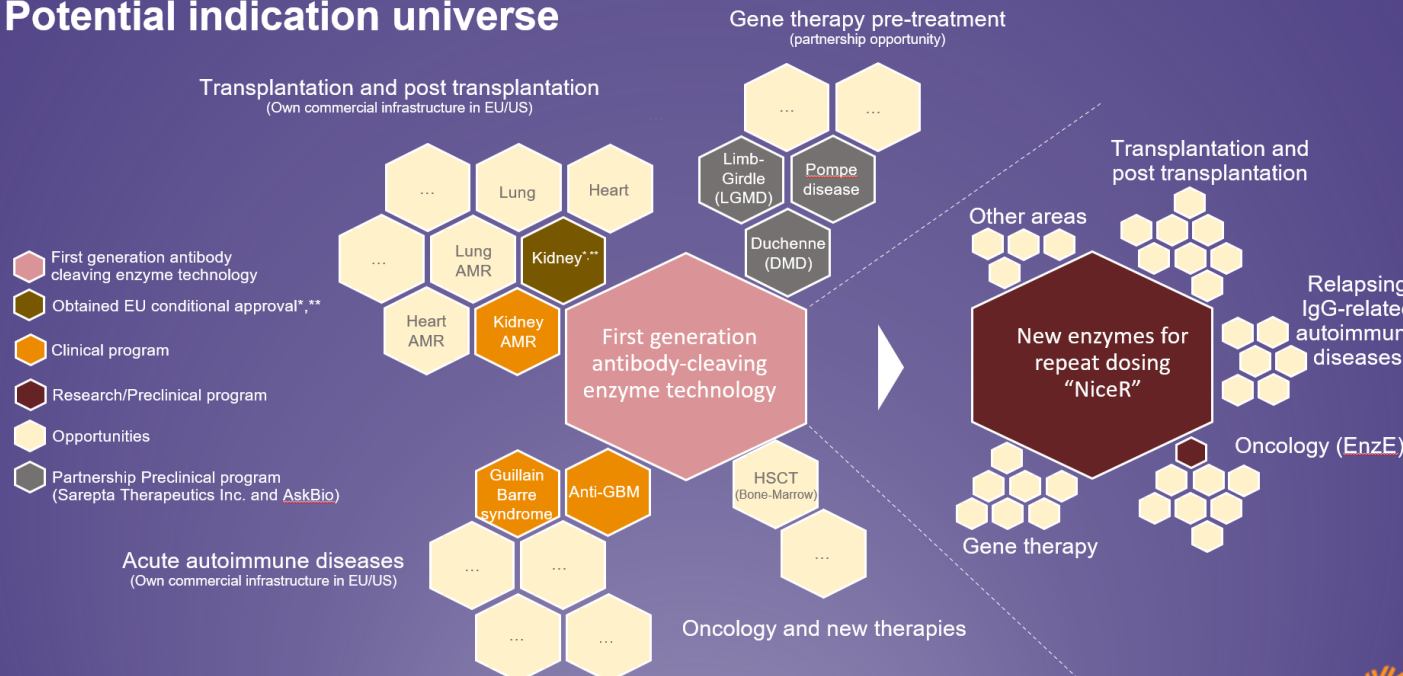 Potential indication universe
Gene therapy pre-treatment
(partnership opportunity)
Transplantation and post transplantation
(Own commercial infrastructure in EU/US)
...
...
...
Limb-
Girdle
(LGMD)
Pompe
disease
Duchenne
(DMD)
...
Lung
Heart
...
Lung
AMR
Kidney*,**
Heart
AMR
Kidney
AMR
First generation antibody
cleaving enzyme technology
Obtained EU conditional approval*,**
Clinical program
Research/Preclinical program
Opportunities
Partnership Preclinical program
(Sarepta Therapeutics Inc. and AskBio)
First generation
antibody-cleaving
enzyme technology
Guillain
Barre
syndrome
Anti-GBM
...
...
...
...
Acute autoimmune diseases
(Own commercial infrastructure in EU/US)
HSCT
(Bone-Marrow)
...
Oncology and new therapies
Transplantation and
post transplantation
Other areas
New enzymes for
repeat dosing
“NiceR”
Relapsing
IgG-related
autoimmun
diseases
Oncology (EnzE)
Gene therapy